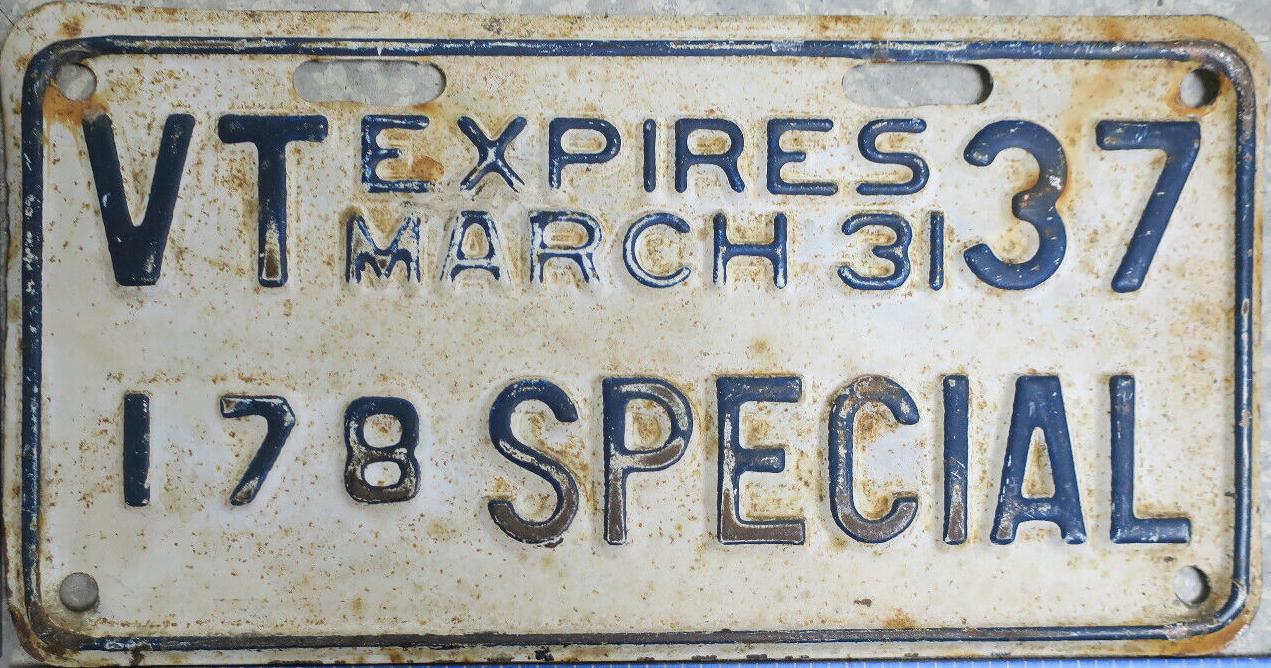 VT EXPIRES MARCH 31 37
178 SPECIAL